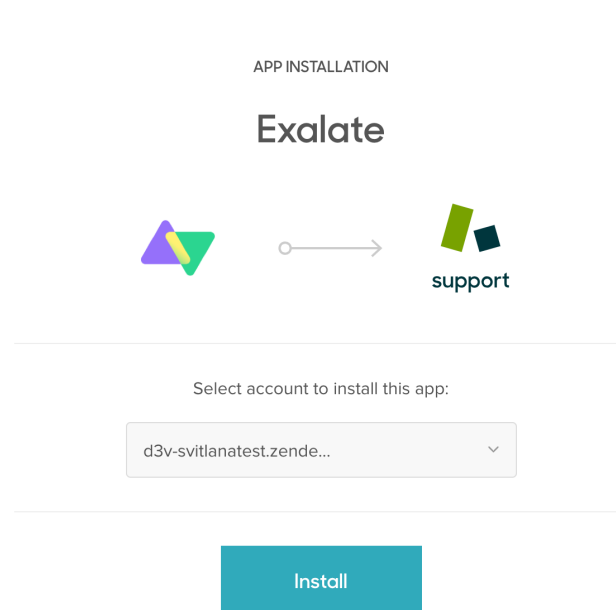 APP INSTALLATION
Exalate
support
Select account to install this app:
d3v-svitlanatest.zende...
Install